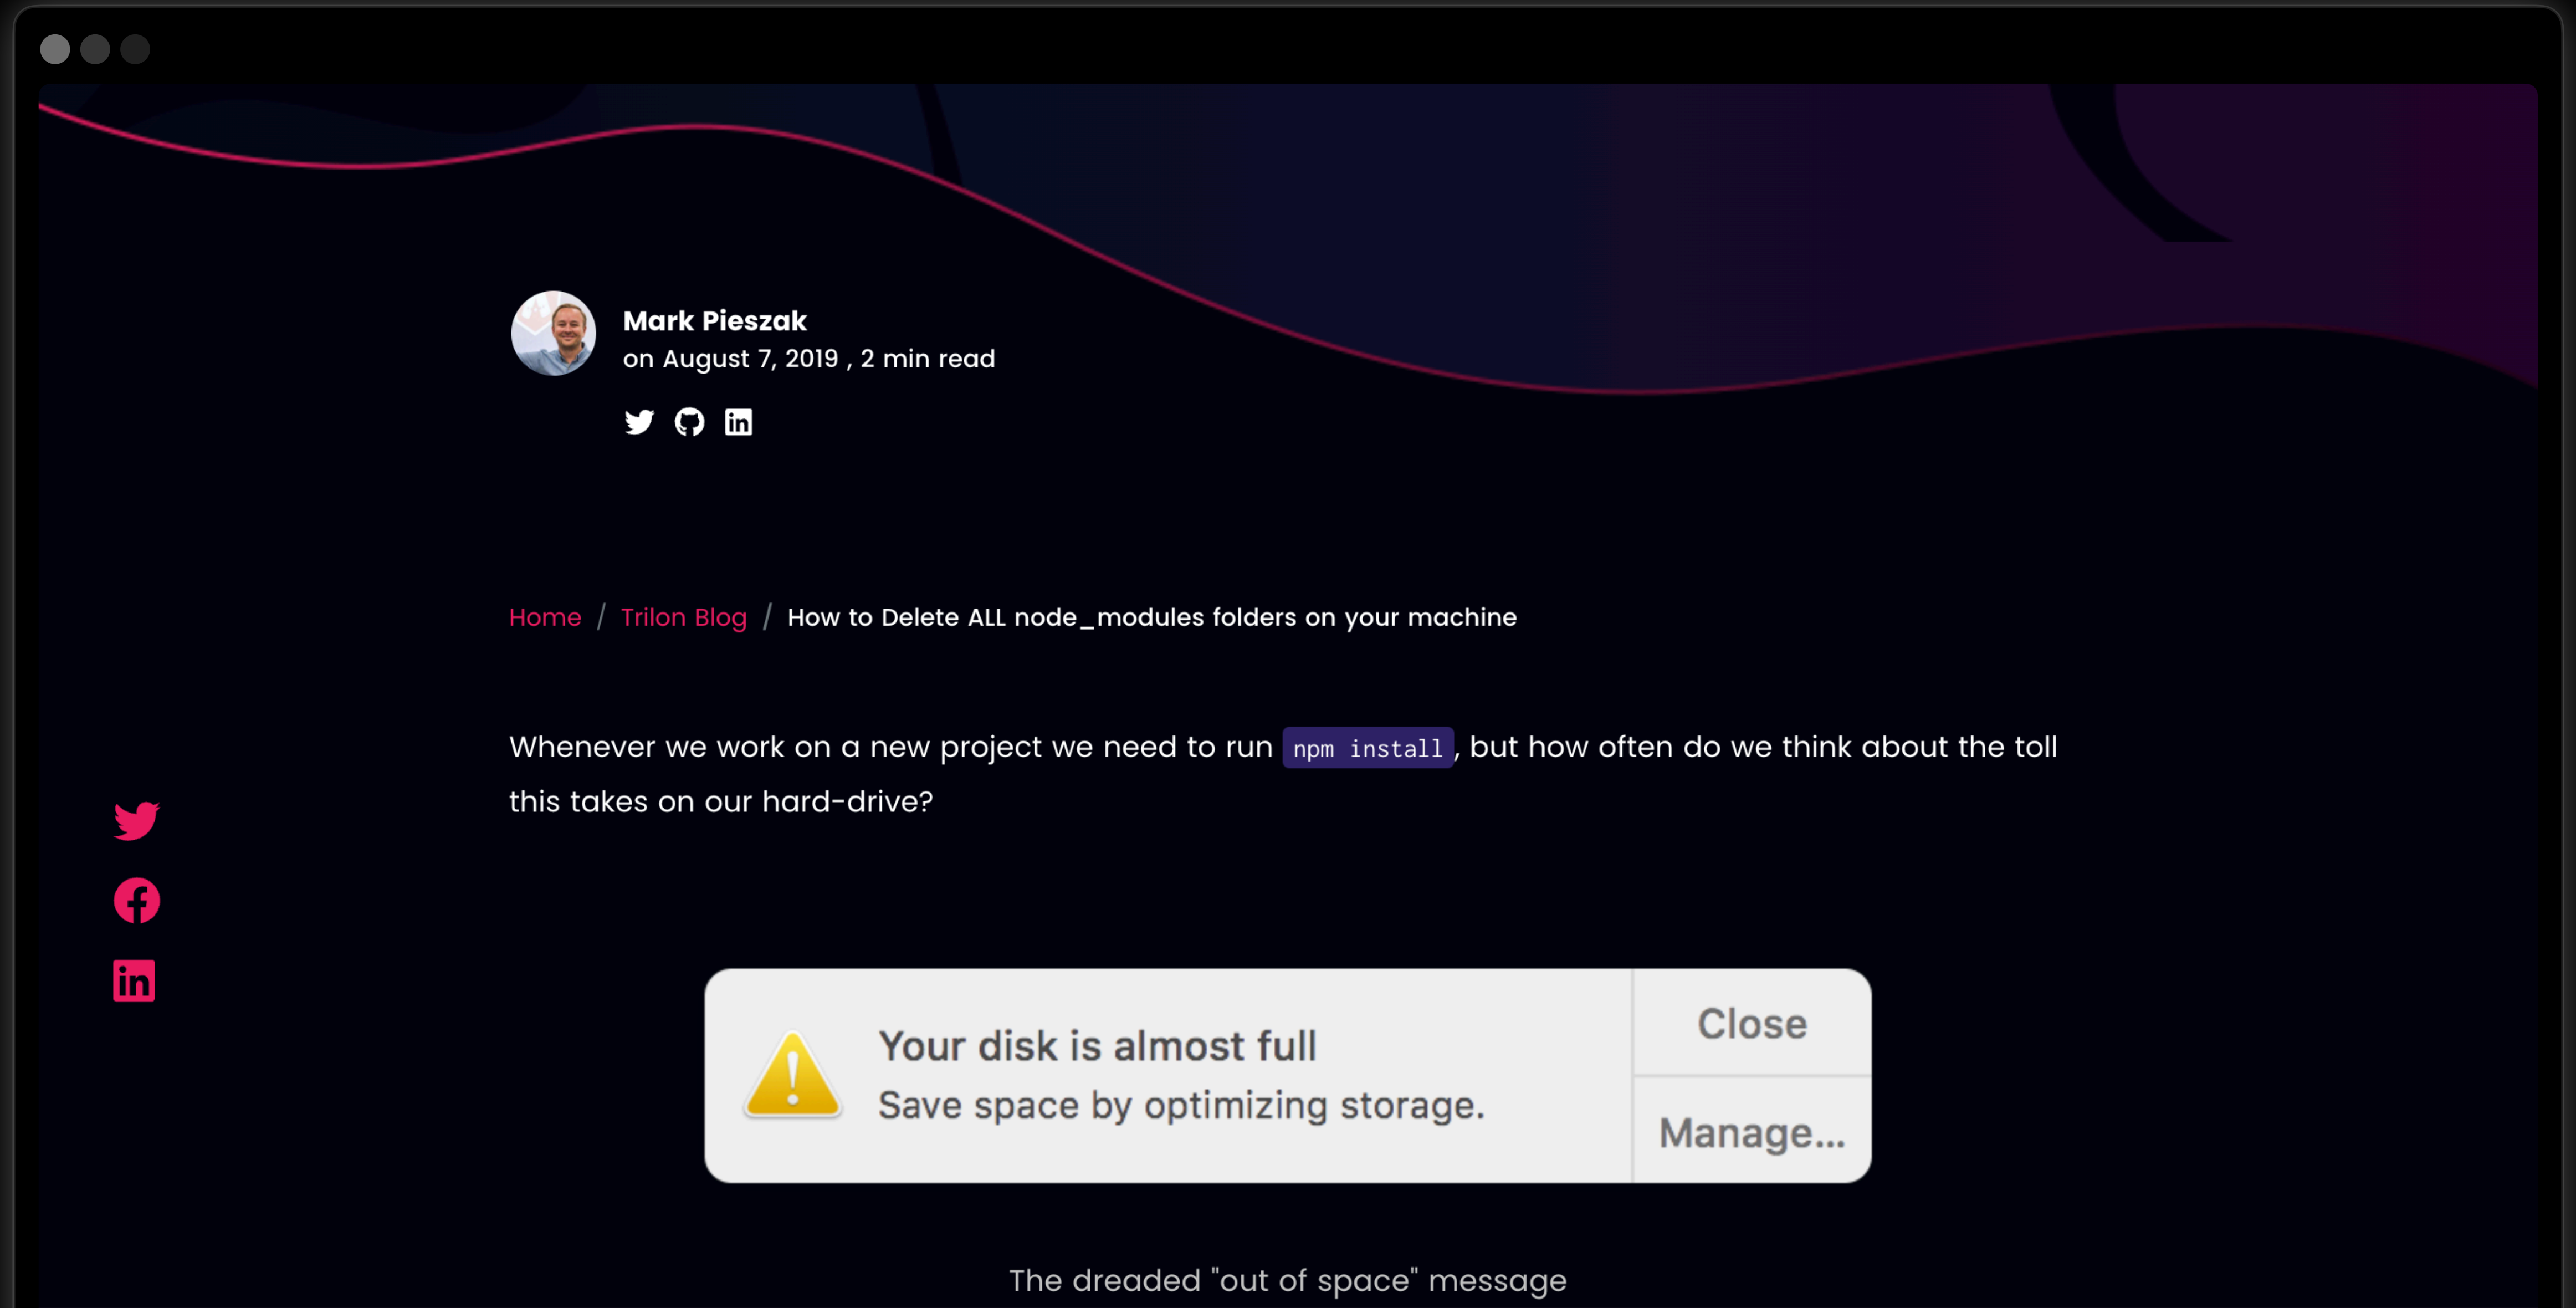 Mark Pieszak
on August 7, 2019 , 2 min read
Home / Trilon Blog / How to Delete ALL node_modules folders on your machine
Whenever we work on a new project we need to run npm install, but how often do we think about the toll
this takes on our hard-drive?
Your disk is almost full
Save space by optimizing storage.
Close
Manage...
The dreaded "out of space" message